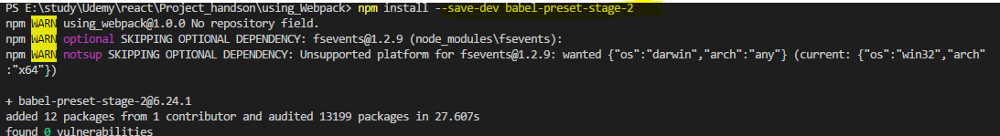 PS E:\study\Udemy\react\Project_handson\using_Webpack> npm install --save-dev babel-preset-stage-2
npm WARN using_webpack@1.0.0 No repository field.
npm WARN optional SKIPPING OPTIONAL DEPENDENCY: fsevents@1.2.9 (node_modules\fsevents):
npm WARN notsup SKIPPING OPTIONAL DEPENDENCY: Unsupported platform for fsevents@1.2.9: wanted {"os":"darwin","arch":"any"} (current: {"os":"win32","arch"
:"x64"})
+ babel-preset-stage-2@6.24.1
added 12 packages from 1 contributor and audited 13199 packages in 27.607s
found 0 vulnerabilities